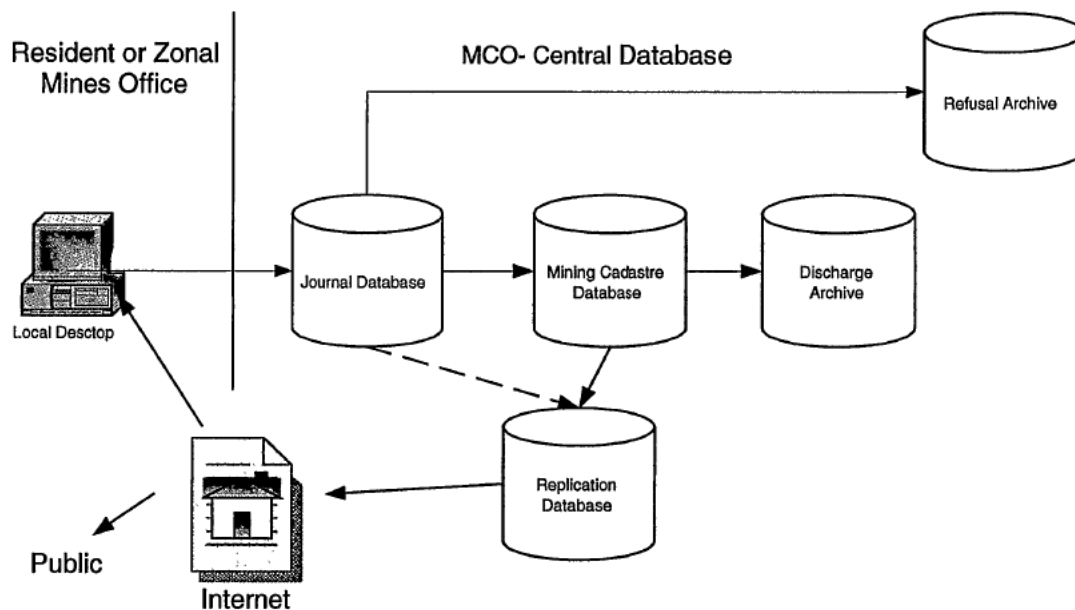 Resident or Zonal
Mines Office
MCO- Central Database
Refusal Archive
Local Desctop
Journal Database
Mining Cadastre
Database
Discharge
Archive
Replication
Database
Public
Internet